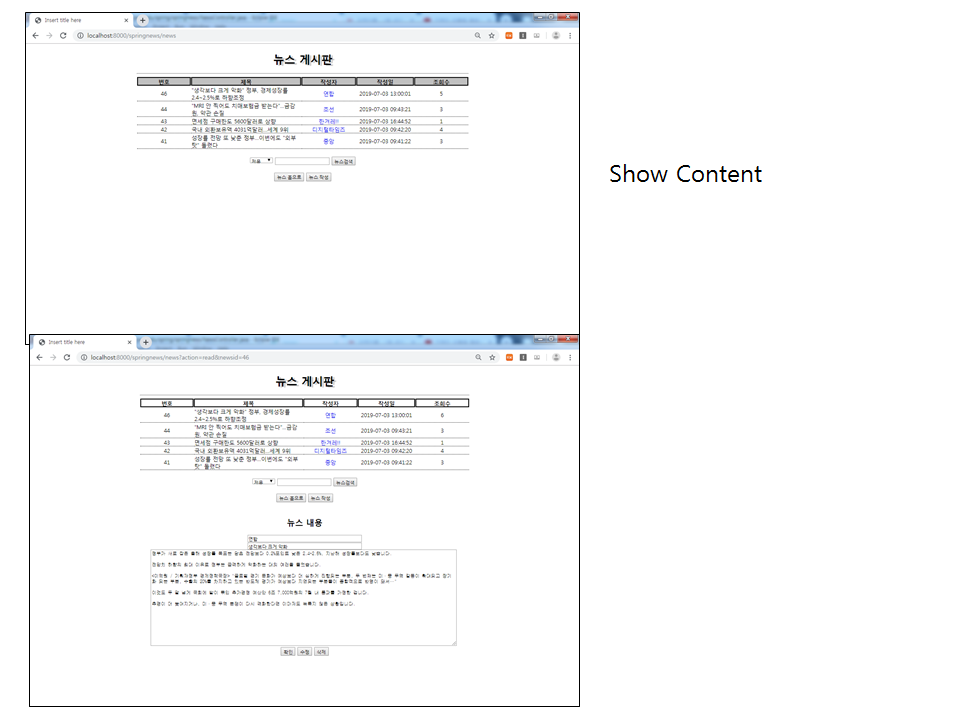 Insert title here
localhost:8000/springnews/news
뉴스 게시판
번호 제목 작성자 작성일 조회수
46 "생각보다 크게 악화" 정부, 경제성장률 2.4~2.5%로 하향조정 연합 2019-07-03 13:00:01 5
44 "MRI 안 찍어도 치매보험금 받는다"...금감원, 약관 손질 조선 2019-07-03 09:43:21 3
43 면세점 구매한도 5600달러로 상향 한겨레!! 2019-07-03 16:44:52 1
42 국내 외환보유액 4031억달러...세계 9위 디지털타임즈 2019-07-03 09:42:20 4
41 성장률 전망 또 낮춘 정부...이번에도 "외부 탓" 돌렸다 중앙 2019-07-03 09:41:22 3
제목 뉴스검색
뉴스 홈으로 뉴스 작성
Show Content
Insert title here
localhost:8000/springnews/news?action=read&newsid=46
뉴스 게시판
번호 제목 작성자 작성일 조회수
46 "생각보다 크게 악화" 정부, 경제성장률 2.4~2.5%로 하향조정 연합 2019-07-03 13:00:01 6
44 "MRI 안 찍어도 치매보험금 받는다"...금감원, 약관 손질 조선 2019-07-03 09:43:21 3
43 면세점 구매한도 5600달러로 상향 한겨레!! 2019-07-03 16:44:52 1
42 국내 외환보유액 4031억달러...세계 9위 디지털타임즈 2019-07-03 09:42:20 4
41 성장률 전망 또 낮춘 정부...이번에도 "외부 탓" 돌렸다 중앙 2019-07-03 09:41:22 3
제목 뉴스검색
뉴스 홈으로 뉴스 작성
뉴스 내용
연합
생각보다 크게 악화
확인 수정 삭제